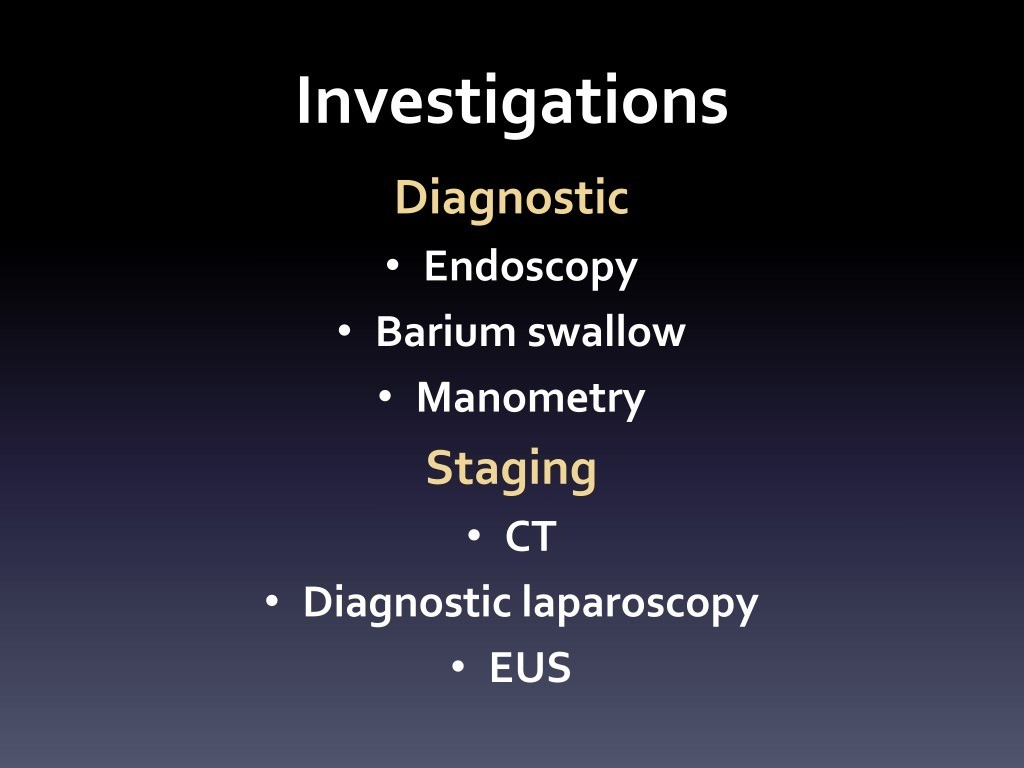 Investigations
Diagnostic
• Endoscopy
• Barium swallow
• Manometry
Staging
• CT
• Diagnostic laparoscopy
• EUS